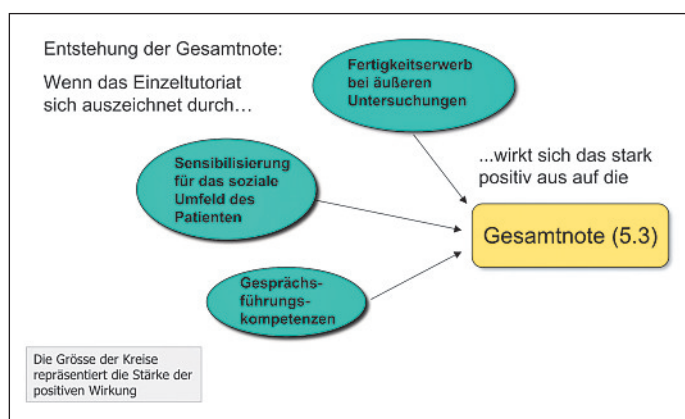 Entstehung der Gesamtnote:
Wenn das Einzeltutoriat
sich auszeichnet durch…
Fertigkeitserwerb
bei äußeren
Untersuchungen
Sensibilisierung
für das soziale
Umfeld des
Patienten
Gesprächs-
führungs-
kompetenzen
...wirkt sich das stark
positiv aus auf die
Gesamtnote (5.3)
Die Grösse der Kreise
repräsentiert die Stärke der
positiven Wirkung